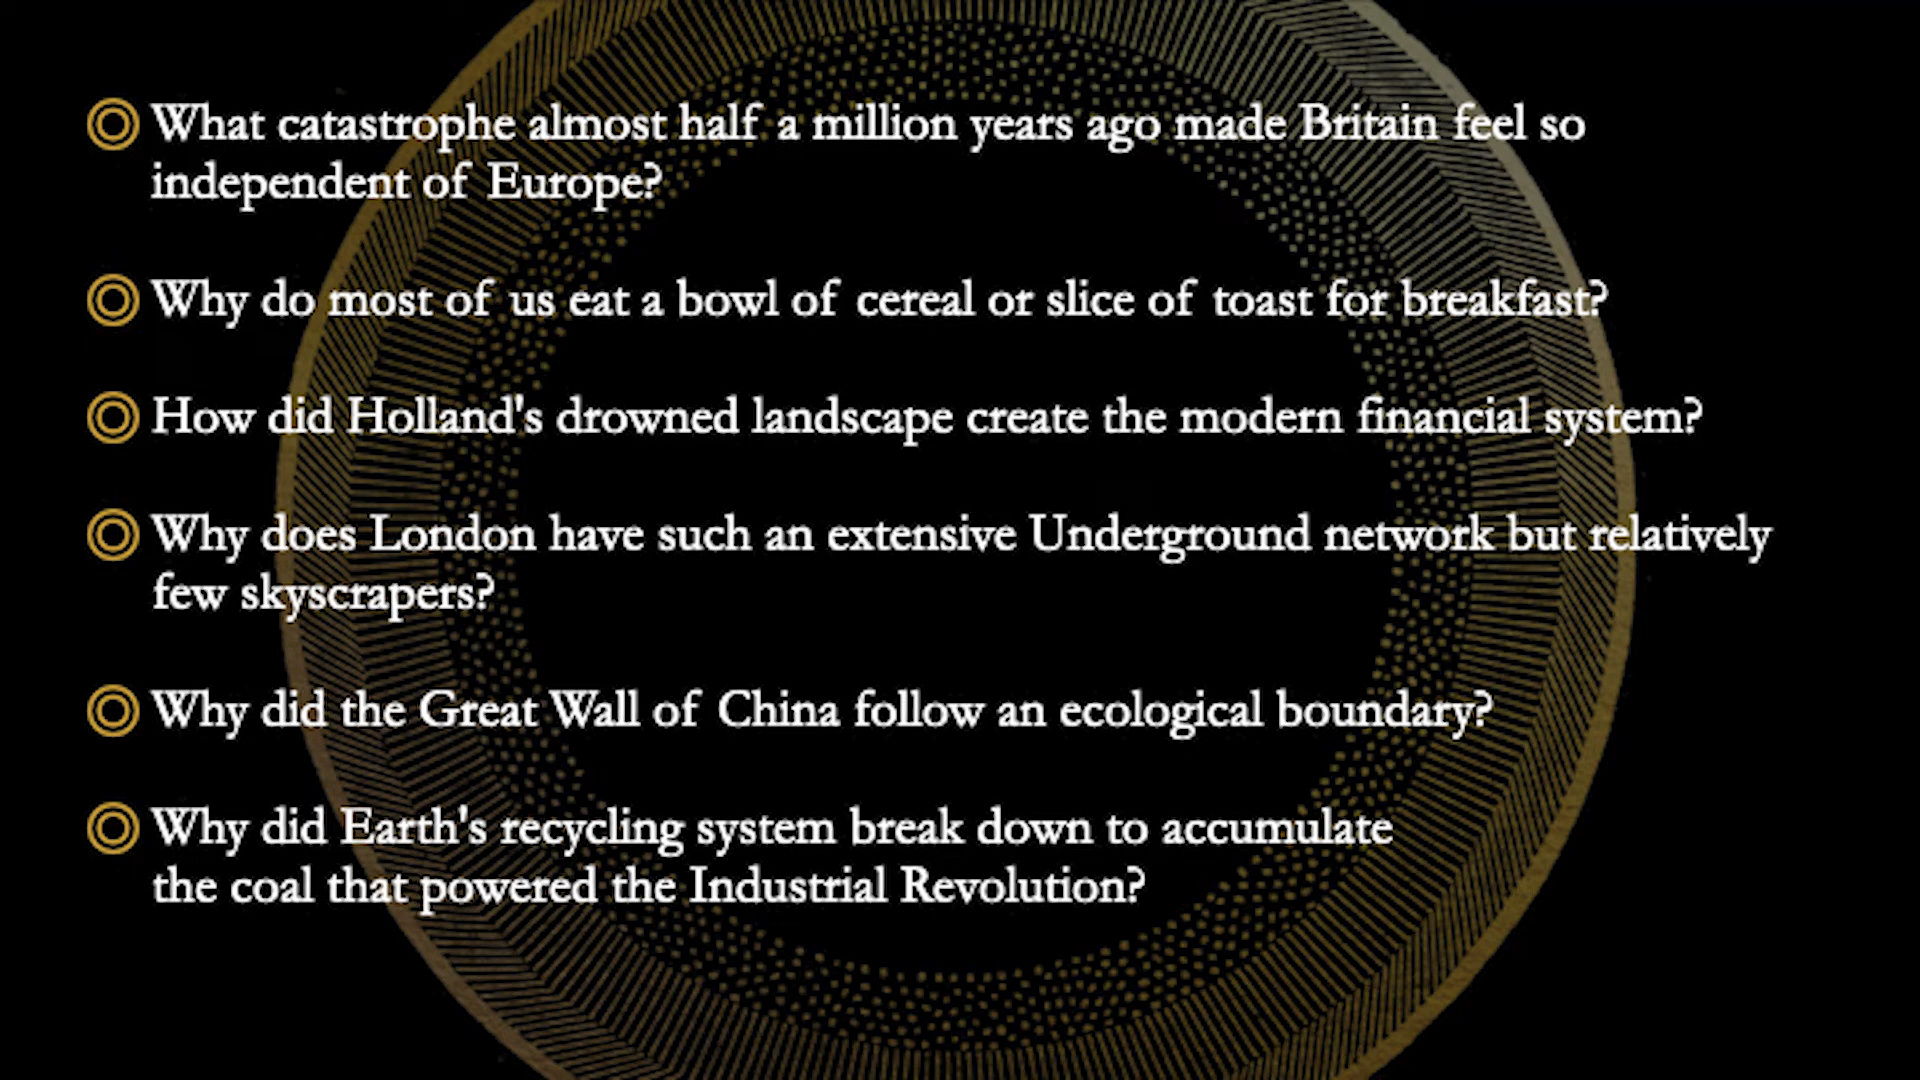 What catastrophe almost half a million years ago made Britain feel so
independent of Europe?
Why do most of us eat a bowl of cereal or slice of toast for breakfast?
How did Holland's drowned landscape create the modern financial system?
Why does London have such an extensive Underground network but relatively
few skyscrapers?
Why did the Great Wall of China follow an ecological boundary?
Why did Earth's recycling system break down to accumulate
the coal that powered the Industrial Revolution?